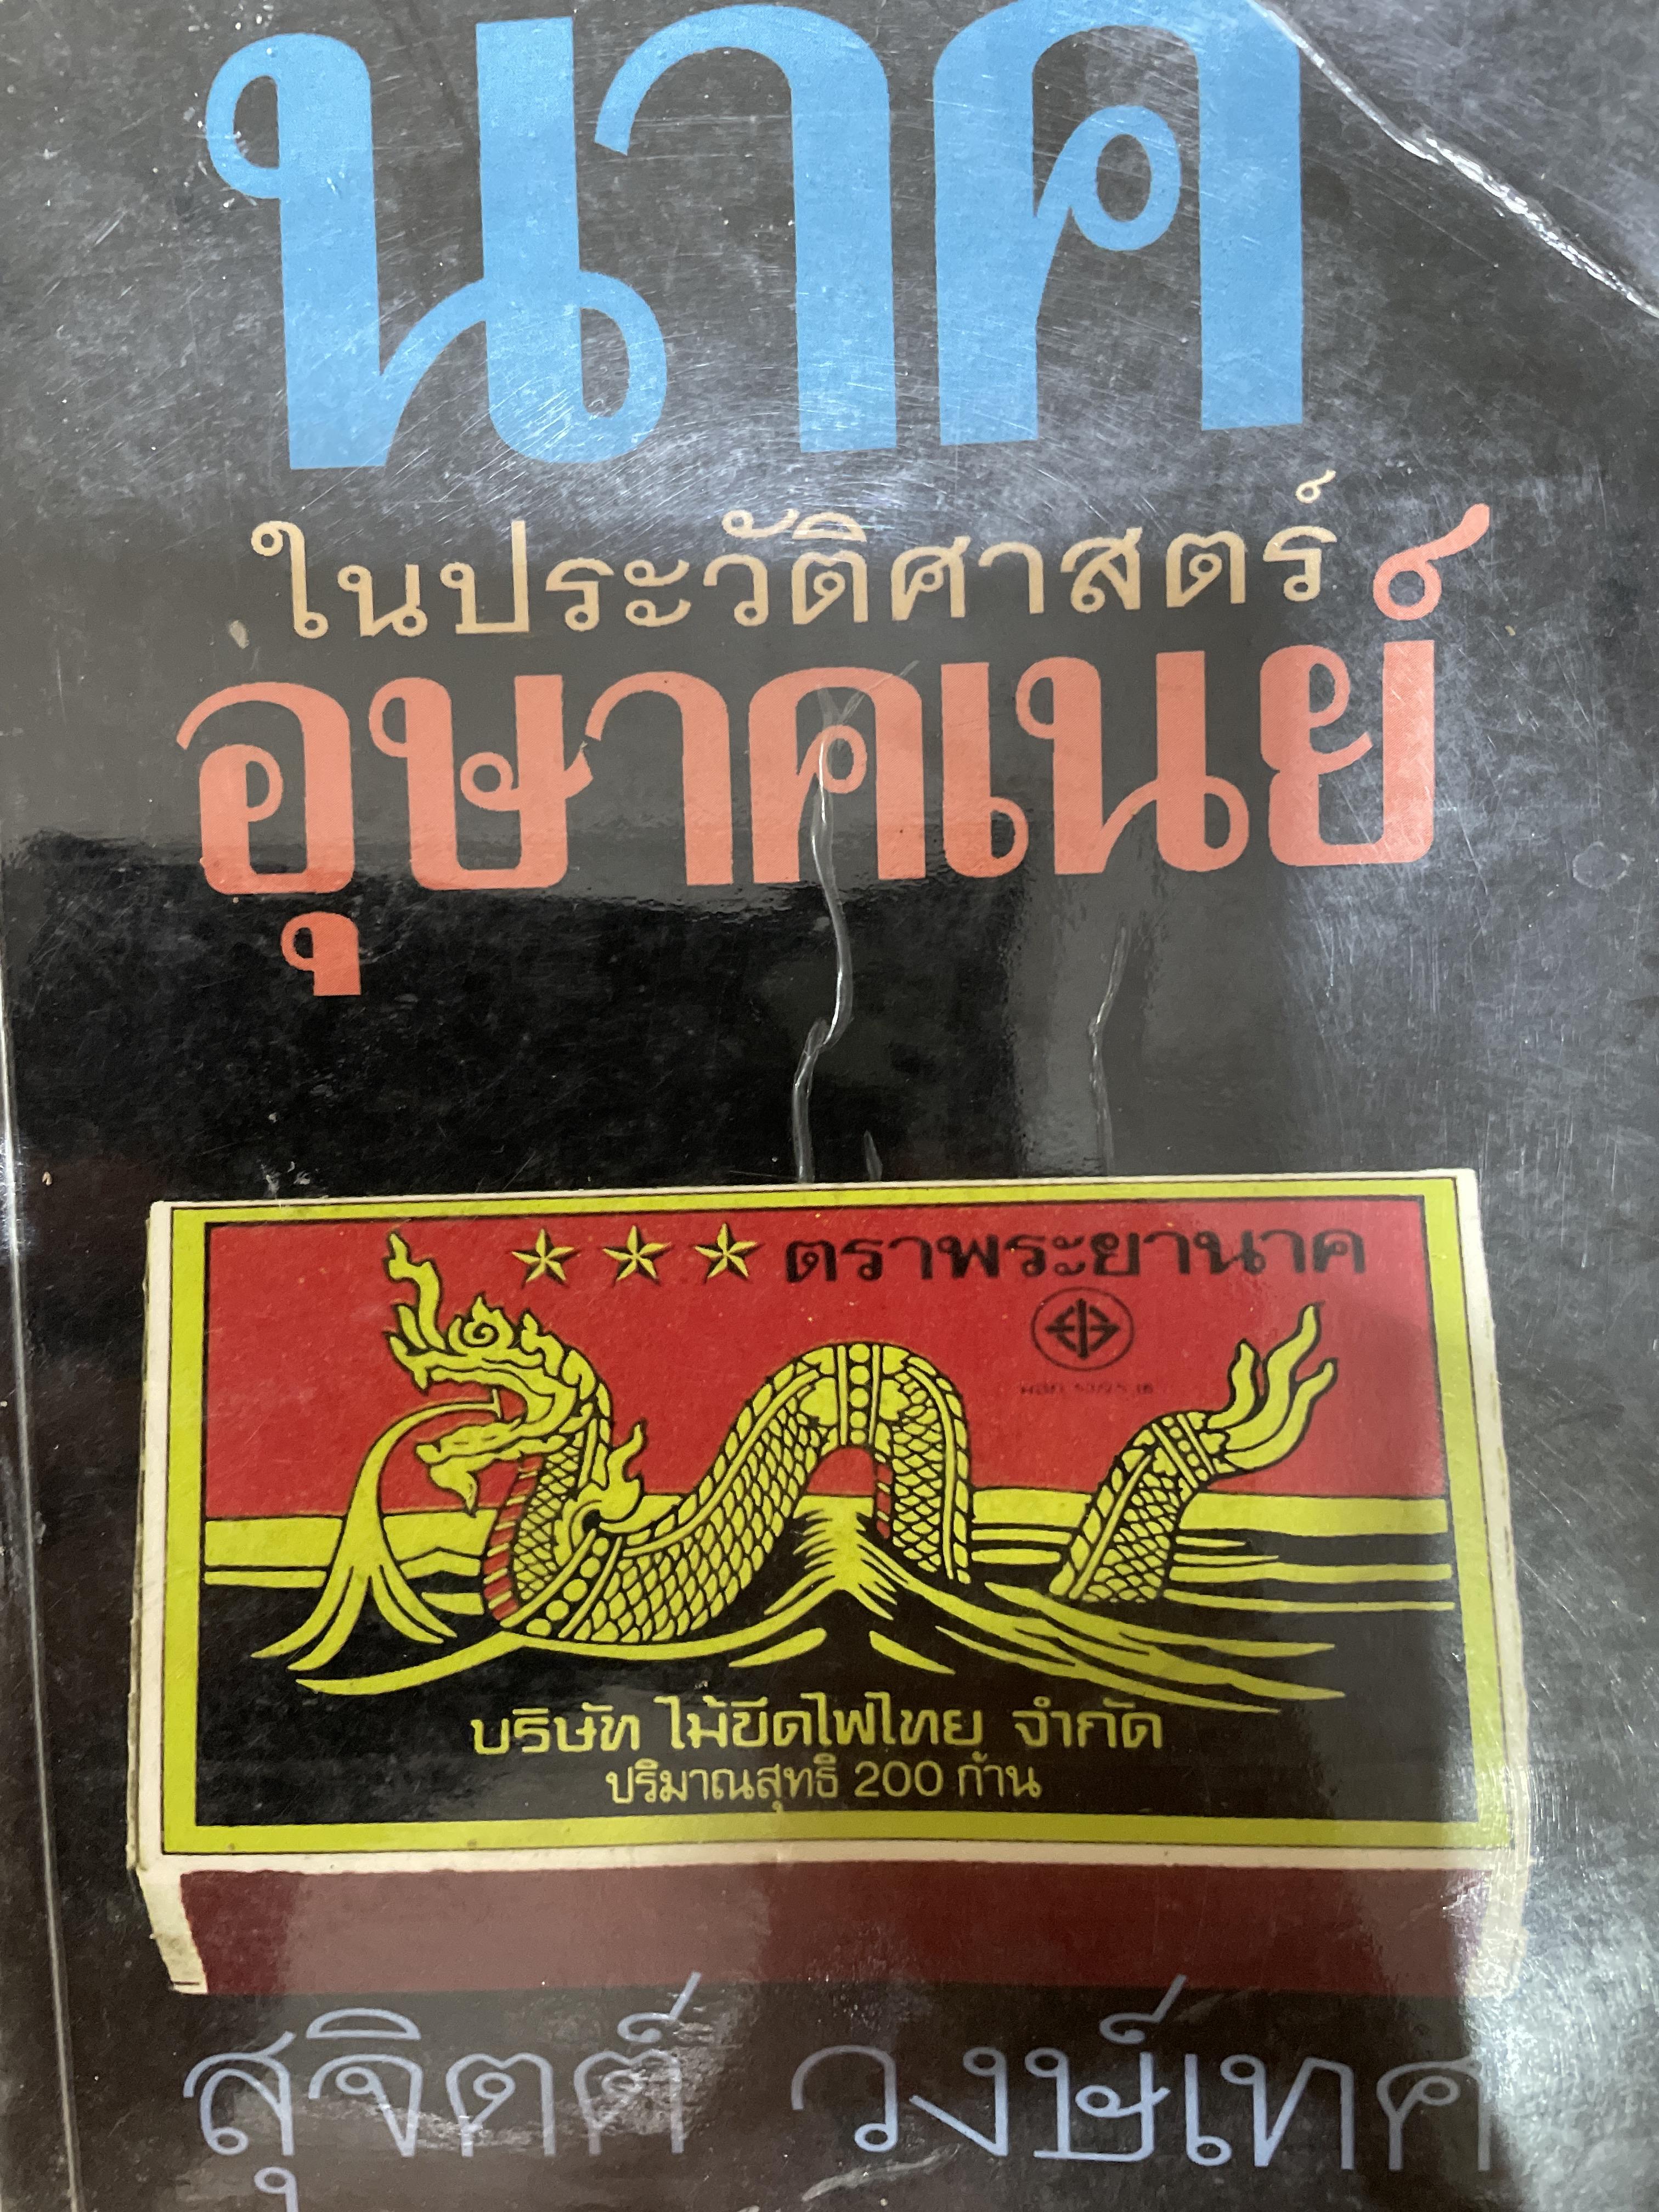 นาค
ในประวัติศาสตร์
อุษาคเนย์
ตราพระยานาค
บริษัท ไม้ขีดไฟไทย จำกัด
ปริมาณสุทธิ 200 ก้าน
สุจิตต์ วงษ์เทศ